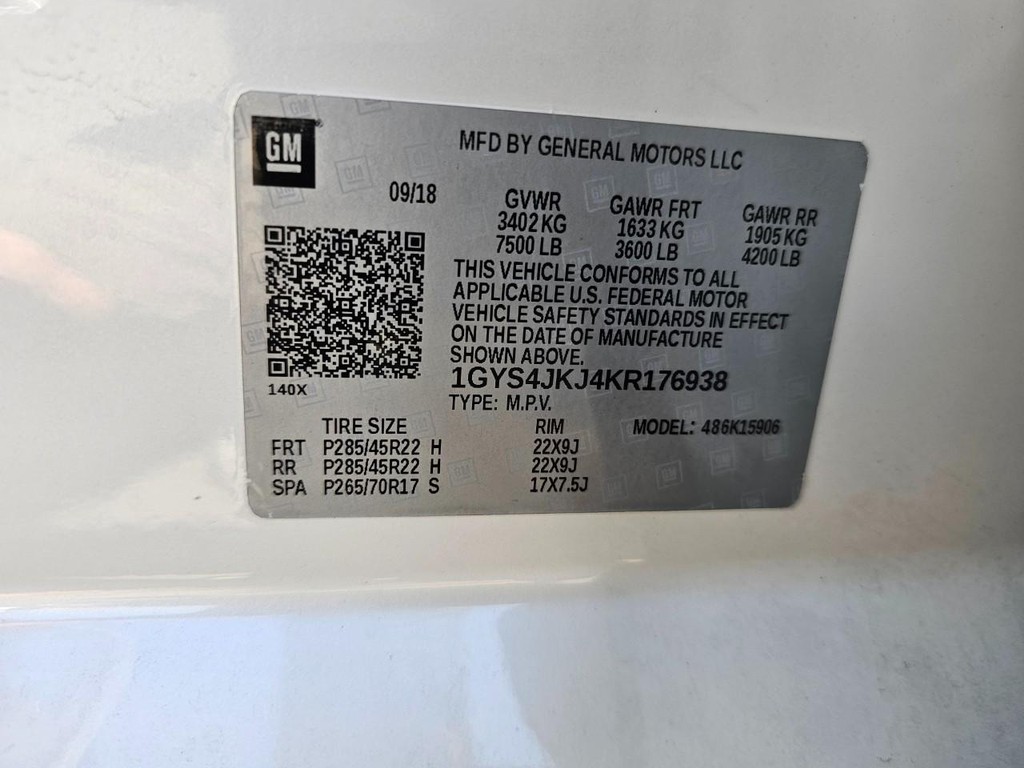 GM
MFD BY GENERAL MOTORS LLC
09/18
GVWR GAWR FRT GAWR RR
3402 KG 1633 KG 1905 KG
7500 LB 3600 LB 4200 LB
THIS VEHICLE CONFORMS TO ALL
APPLICABLE U.S. FEDERAL MOTOR
VEHICLE SAFETY STANDARDS IN EFFECT
ON THE DATE OF MANUFACTURE
SHOWN ABOVE.
140X
1GYS4JKJ4KR176938
TYPE: M.P.V.
TIRE SIZE RIM MODEL: 486K15906
FRT P285/45R22 H 22X9J
RR P285/45R22 H 22X9J
SPA P265/70R17 S 17X7.5J